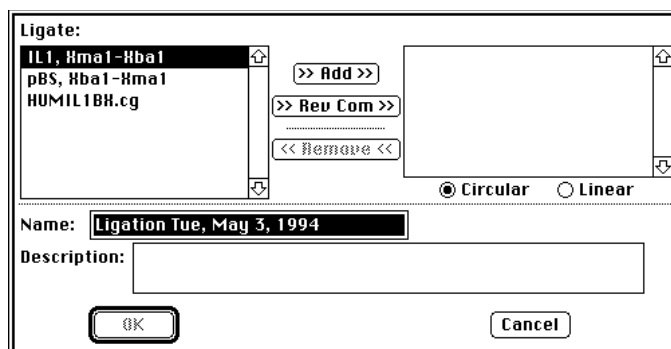 Ligate:
IL1, Xma1-Xba1
pBS, Xba1-Xma1
HUMIL1BX.cg
>> Add >>
>> Rev Com >>
<< Remove <<
Circular
Linear
Name: Ligation Tue, May 3, 1994
Description:
OK
Cancel